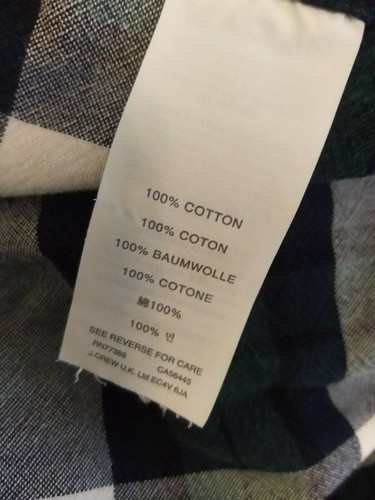 100% COTTON
100% COTON
100% BAUMWOLLE
100% COTONE
綿100%
100% 면
SEE REVERSE FOR CARE
RN77388 CA56445
J.CREW U.K. Ltd EC4V 6JA